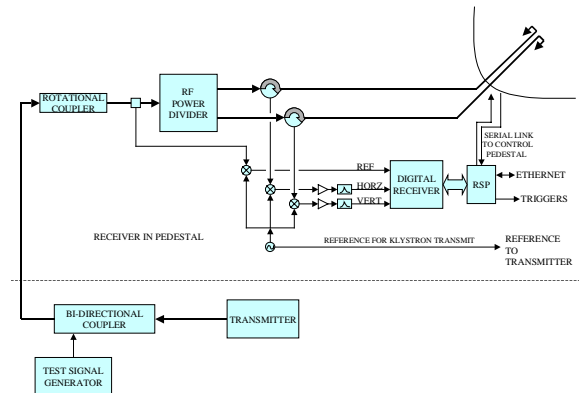 ROTATIONAL
COUPLER
RF
POWER
DIVIDER
SERIAL LINK
TO CONTROL
PEDESTAL
REF
HORZ
VERT
DIGITAL
RECEIVER
RSP
ETHERNET
TRIGGERS
RECEIVER IN PEDESTAL
REFERENCE FOR KLYSTRON TRANSMIT
REFERENCE
TO
TRANSMITTER
BI-DIRECTIONAL
COUPLER
TRANSMITTER
TEST SIGNAL
GENERATOR